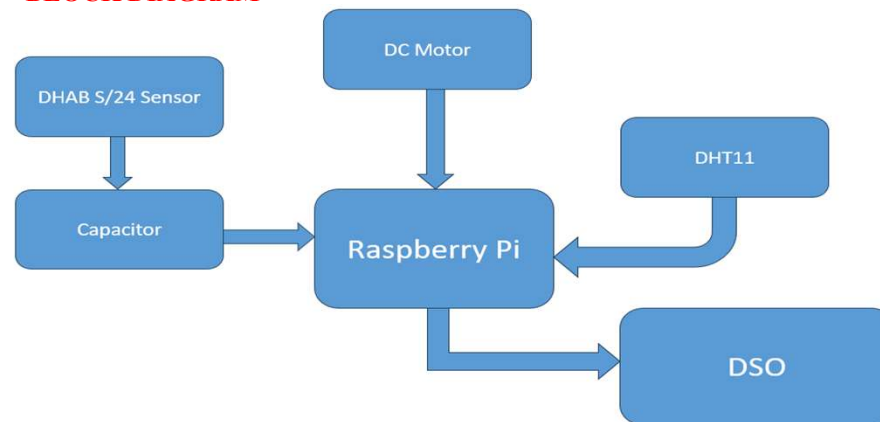 DC Motor
DHAB S/24 Sensor
DHT11
Capacitor
Raspberry Pi
DSO